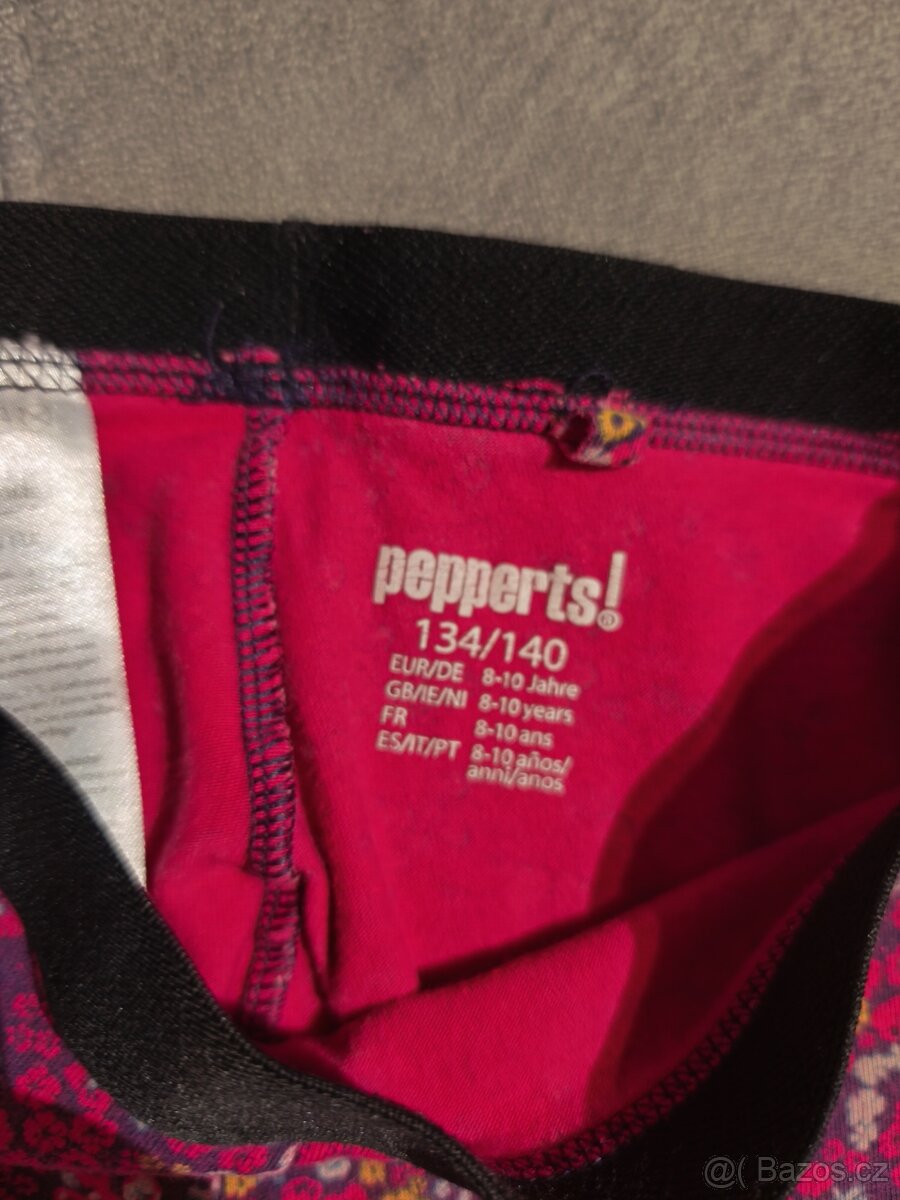 pepperts!®
134/140
EUR/DE 8-10 Jahre
GB/IE/NI 8-10 years
FR 8-10 ans
ES/IT/PT 8-10 años/
anni/anos
@( Bazos.cz